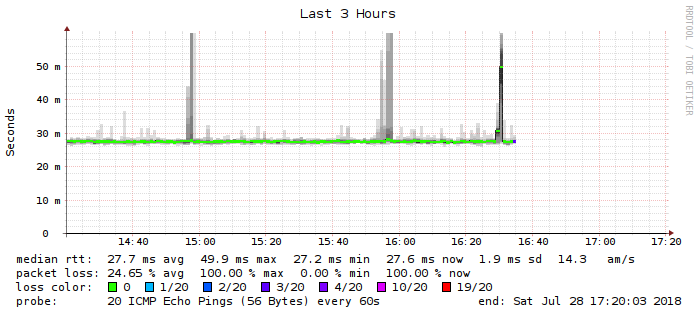 Last 3 Hours
RRDTOOL / TOBI OETIKER
Seconds
50 m
40 m
30 m
20 m
10 m
0
14:40 15:00 15:20 15:40 16:00 16:20 16:40 17:00 17:20
median rtt: 27.7 ms avg 49.9 ms max 27.2 ms min 27.6 ms now 1.9 ms sd 14.3 am/s
packet loss: 24.65 % avg 100.00 % max 0.00 % min 100.00 % now
loss color: 0 1/20 2/20 3/20 4/20 10/20 19/20
probe: 20 ICMP Echo Pings (56 Bytes) every 60s end: Sat Jul 28 17:20:03 2018